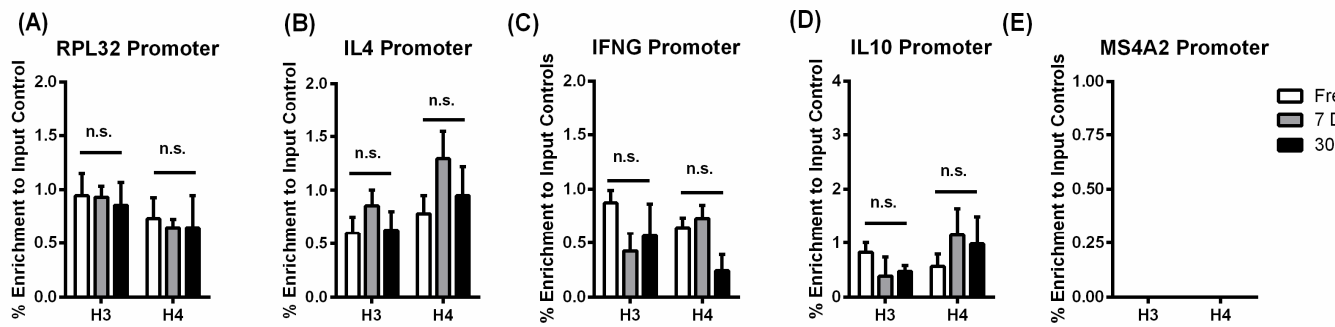 (A)
RPL32 Promoter
% Enrichment to Input Control
2.0
1.5
1.0
0.5
0.0
n.s.
n.s.
H3
H4
(B)
IL4 Promoter
% Enrichment to Input Control
2.0
1.5
1.0
0.5
0.0
n.s.
n.s.
H3
H4
(C)
IFNG Promoter
% Enrichment to Input Controls
2.0
1.5
1.0
0.5
0.0
n.s.
n.s.
H3
H4
(D)
IL10 Promoter
% Enrichment to Input Control
4
3
2
1
0
n.s.
n.s.
H3
H4
(E)
MS4A2 Promoter
% Enrichment to Input Controls
1.00
0.75
0.50
0.25
0.00
H3
H4
Fre
7 D
30